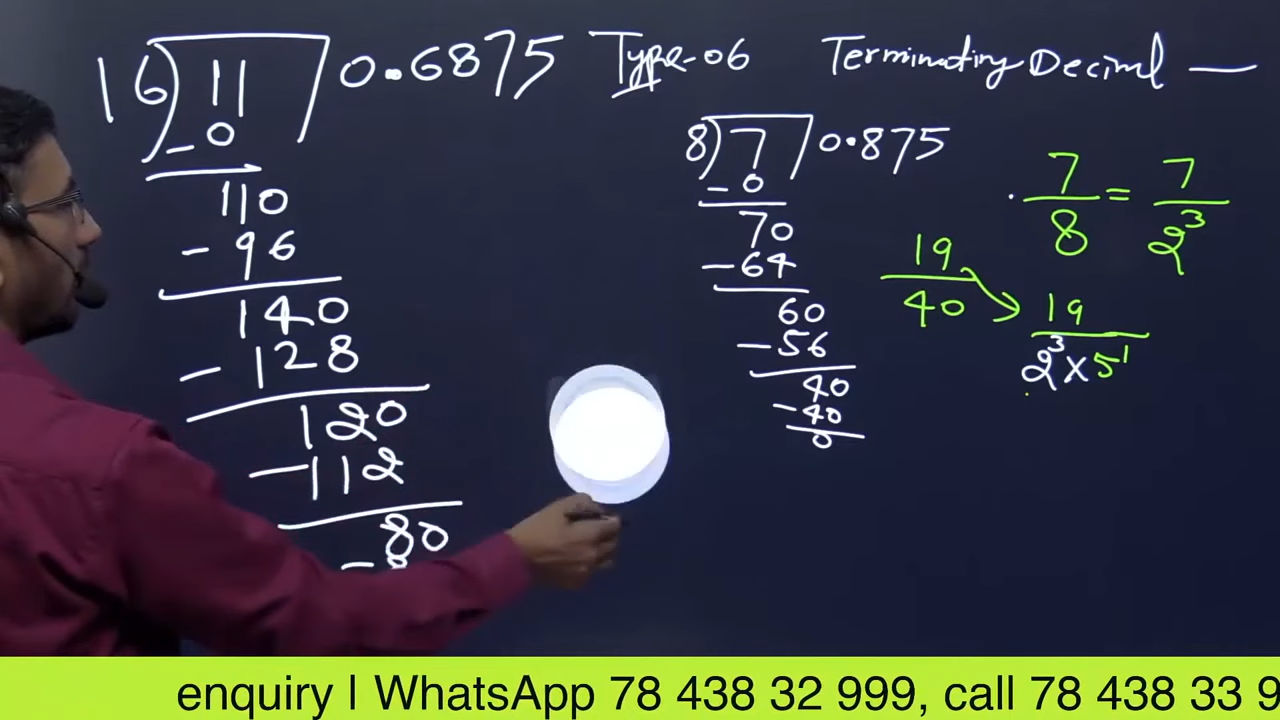 16) 11 ) 0.6875
- 0
110
- 96
140
- 128
120
- 112
80
-
Type-06 Terminating Decimal —
8) 7 ) 0.875
- 0
70
- 64
60
- 56
40
- 40
0
7/8 = 7/2³
19/40 → 19/2³×5¹
enquiry | WhatsApp 78 438 32 999, call 78 438 33 9